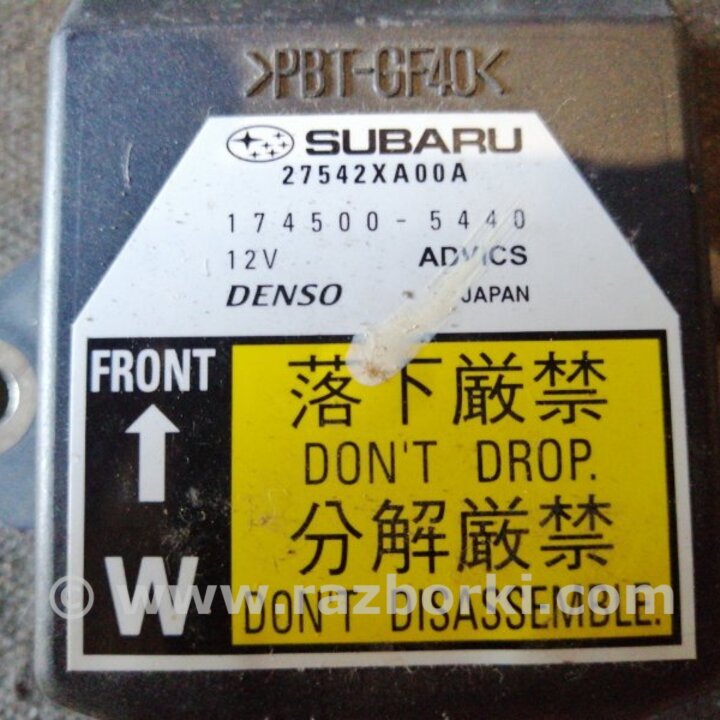 >PBT-GF40<
SUBARU
27542XA00A
174500-5440
12V ADVICS
DENSO JAPAN
FRONT
落下厳禁
DON'T DROP.
分解厳禁
W
© www.razborki.com
DON'T DISASSEMBLE.